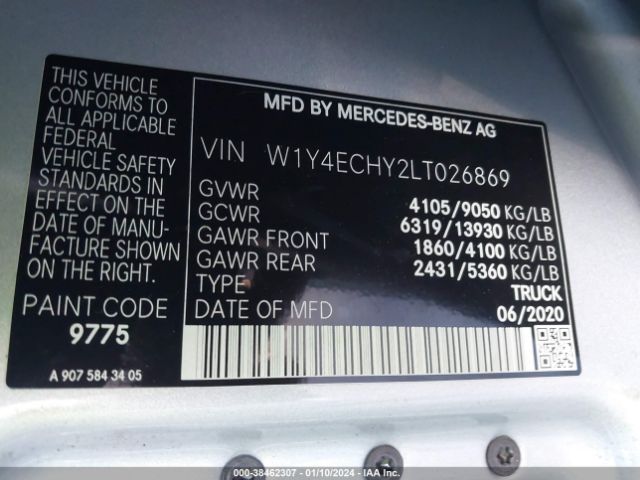 THIS VEHICLE
CONFORMS TO
ALL APPLICABLE
FEDERAL
VEHICLE SAFETY
STANDARDS IN
EFFECT ON THE
DATE OF MANU-
FACTURE SHOWN
ON THE RIGHT.
PAINT CODE
9775
A 907 584 34 05
MFD BY MERCEDES-BENZ AG
VIN W1Y4ECHY2LT026869
GVWR 4105/9050 KG/LB
GCWR 6319/13930 KG/LB
GAWR FRONT 1860/4100 KG/LB
GAWR REAR 2431/5360 KG/LB
TYPE TRUCK
DATE OF MFD 06/2020
000-38462307 - 01/10/2024 - IAA Inc.